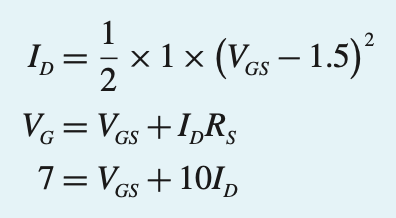 I_D = 1/2 × 1 × (V_GS − 1.5)²
V_G = V_GS + I_D R_S
7 = V_GS + 10I_D